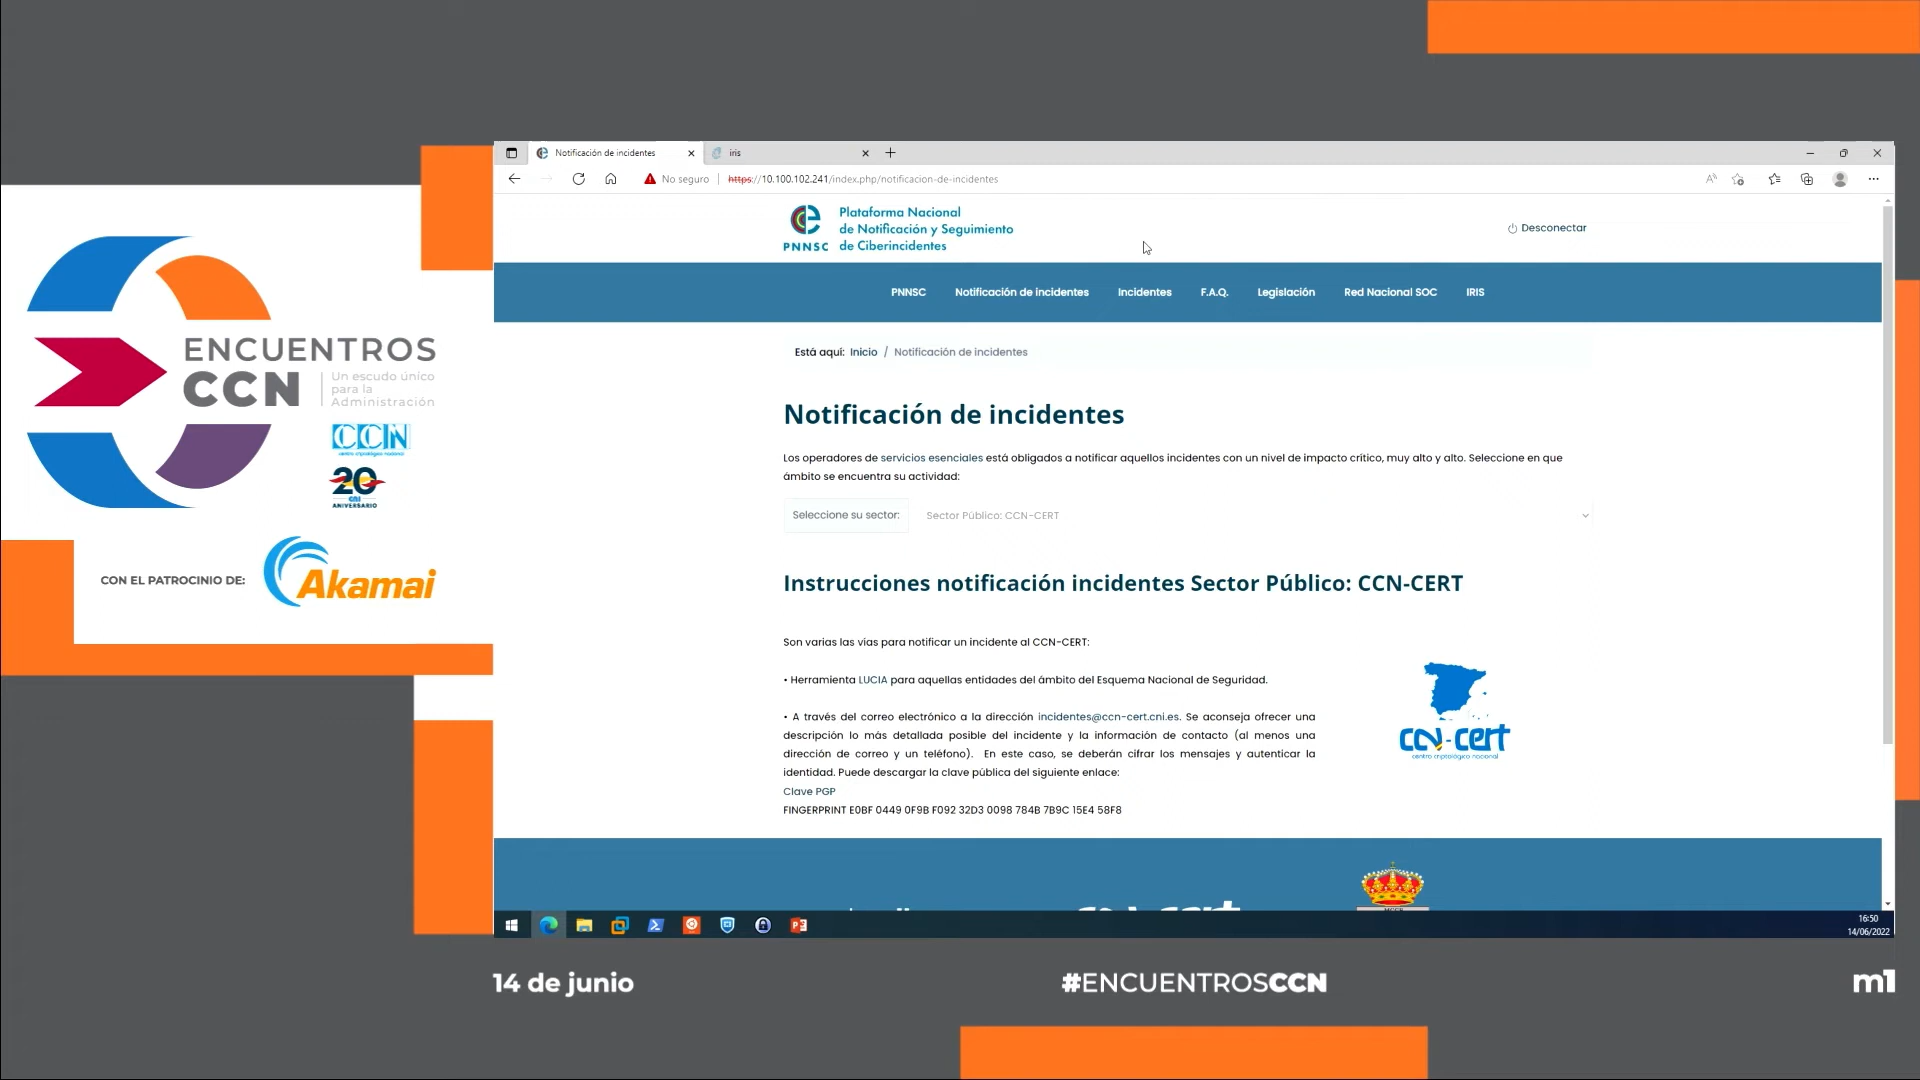 ENCUENTROS
CCN
Un escudo único
para la
Administración
CCN
centro criptológico nacional
20
CNI
ANIVERSARIO
CON EL PATROCINIO DE:
Akamai
Notificación de incidentes
iris
No seguro
https://10.100.102.241/index.php/notificacion-de-incidentes
PNNSC
Plataforma Nacional
de Notificación y Seguimiento
de Ciberincidentes
Desconectar
PNNSC
Notificación de incidentes
Incidentes
F.A.Q.
Legislación
Red Nacional SOC
IRIS
Está aquí: Inicio / Notificación de incidentes
Notificación de incidentes
Los operadores de servicios esenciales está obligados a notificar aquellos incidentes con un nivel de impacto crítico, muy alto y alto. Seleccione en que
ámbito se encuentra su actividad:
Seleccione su sector:
Sector Público: CCN-CERT
Instrucciones notificación incidentes Sector Público: CCN-CERT
Son varias las vias para notificar un incidente al CCN-CERT:
• Herramienta LUCIA para aquellas entidades del ámbito del Esquema Nacional de Seguridad.
• A través del correo electrónico a la dirección incidentes@ccn-cert.cni.es. Se aconseja ofrecer una
descripción lo más detallada posible del incidente y la información de contacto (al menos una
dirección de correo y un teléfono). En este caso, se deberán cifrar los mensajes y autenticar la
identidad. Puede descargar la clave pública del siguiente enlace:
Clave PGP
FINGERPRINT E0BF 0449 0F9B F092 32D3 0098 784B 7B9C 15E4 58F8
ccn-cert
centro criptológico nacional
16:50
14/06/2022
14 de junio
#ENCUENTROSCCN
m1